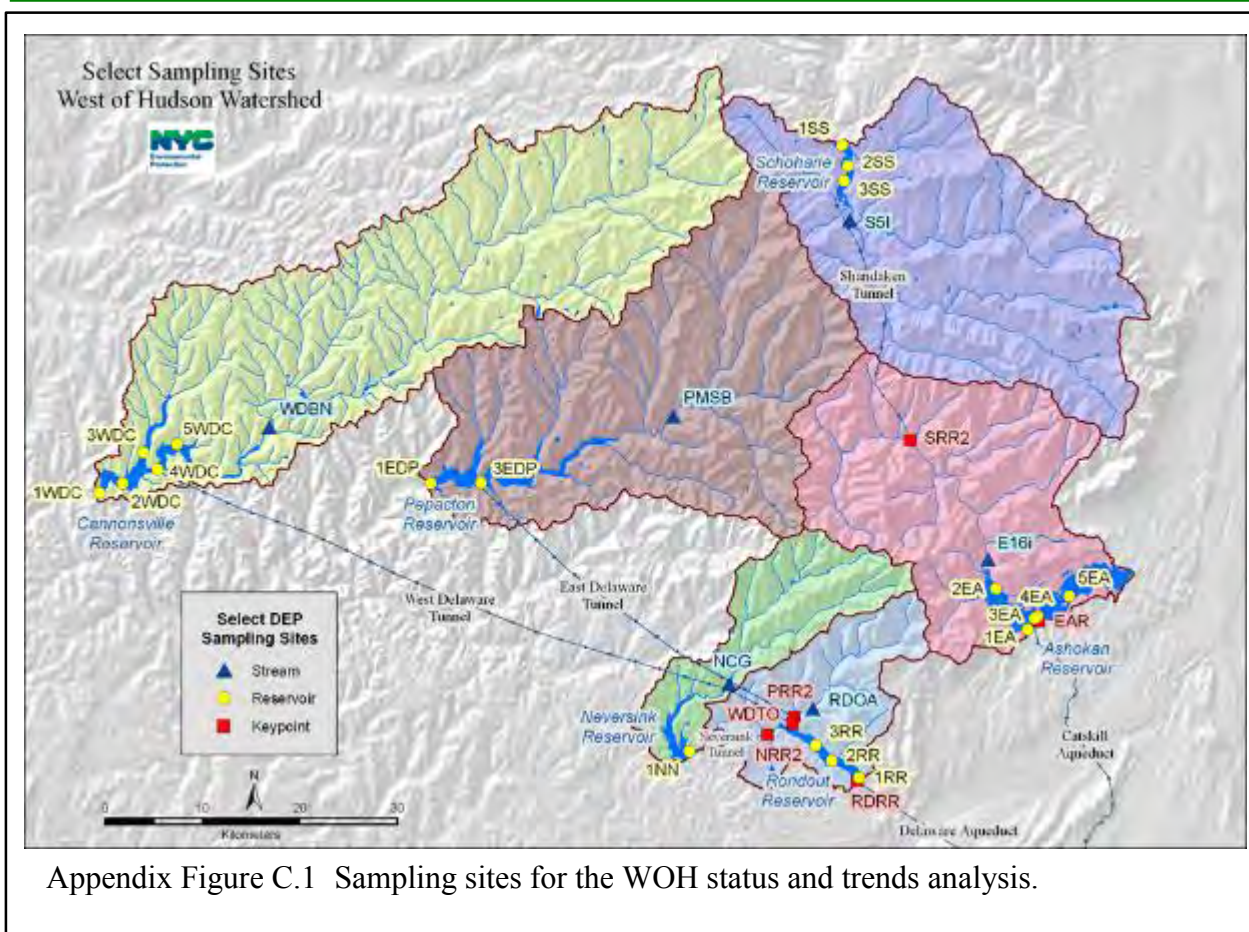 Select Sampling Sites
West of Hudson Watershed
NYC
Environmental
Protection
1SS
2SS
3SS
Schoharie
Reservoir
S5I
Shandaken
Tunnel
WDBN
PMSB
SRR2
3WDC
5WDC
4WDC
1WDC
2WDC
Cannonsville
Reservoir
1EDP
3EDP
Pepacton
Reservoir
E16i
2EA
5EA
4EA
3EA
EAR
1EA
Ashokan
Reservoir
West Delaware
Tunnel
East Delaware
Tunnel
Select DEP
Sampling Sites
Stream
Reservoir
Keypoint
NCG
PRR2
RDOA
WDTO
Neversink
Reservoir
Neversink
Tunnel
3RR
NRR2
2RR
1NN
1RR
Rondout
Reservoir
RDRR
Catskill
Aqueduct
Delaware Aqueduct
N
0 10 20 30
Kilometers
Appendix Figure C.1 Sampling sites for the WOH status and trends analysis.